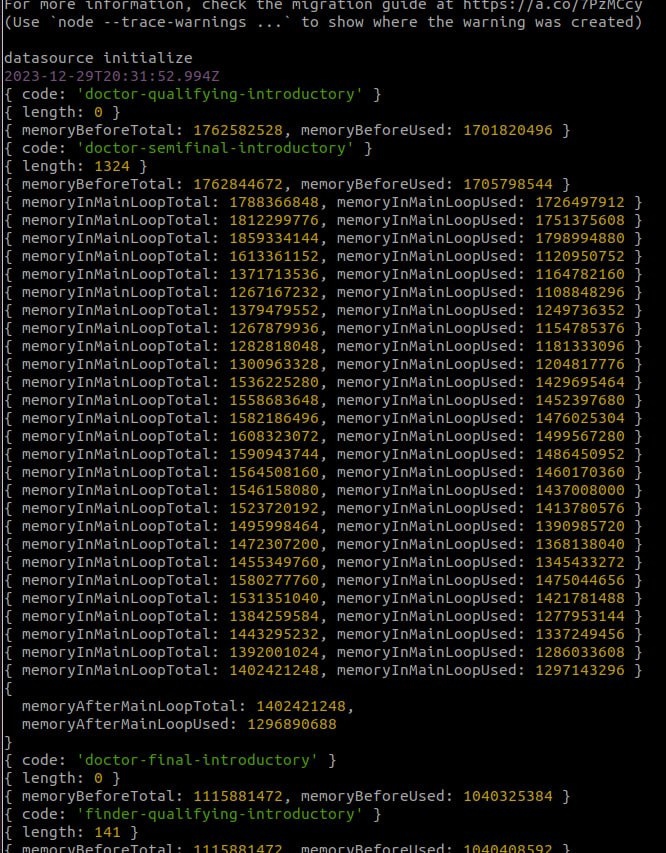 For more information, check the migration guide at https://a.co/7PzMCcy
(Use `node --trace-warnings ...` to show where the warning was created)
datasource initialize
2023-12-29T20:31:52.994Z
{ code: 'doctor-qualifying-introductory' }
{ length: 0 }
{ memoryBeforeTotal: 1762582528, memoryBeforeUsed: 1701820496 }
{ code: 'doctor-semifinal-introductory' }
{ length: 1324 }
{ memoryBeforeTotal: 1762844672, memoryBeforeUsed: 1705798544 }
{ memoryInMainLoopTotal: 1788366848, memoryInMainLoopUsed: 1726497912 }
{ memoryInMainLoopTotal: 1812299776, memoryInMainLoopUsed: 1751375608 }
{ memoryInMainLoopTotal: 1859334144, memoryInMainLoopUsed: 1798994880 }
{ memoryInMainLoopTotal: 1613361152, memoryInMainLoopUsed: 1120950752 }
{ memoryInMainLoopTotal: 1371713536, memoryInMainLoopUsed: 1164782160 }
{ memoryInMainLoopTotal: 1267167232, memoryInMainLoopUsed: 1108848296 }
{ memoryInMainLoopTotal: 1379479552, memoryInMainLoopUsed: 1249736352 }
{ memoryInMainLoopTotal: 1267879936, memoryInMainLoopUsed: 1154785376 }
{ memoryInMainLoopTotal: 1282818048, memoryInMainLoopUsed: 1181333096 }
{ memoryInMainLoopTotal: 1300963328, memoryInMainLoopUsed: 1204817776 }
{ memoryInMainLoopTotal: 1536225280, memoryInMainLoopUsed: 1429695464 }
{ memoryInMainLoopTotal: 1558683648, memoryInMainLoopUsed: 1452397680 }
{ memoryInMainLoopTotal: 1582186496, memoryInMainLoopUsed: 1476025304 }
{ memoryInMainLoopTotal: 1608323072, memoryInMainLoopUsed: 1499567280 }
{ memoryInMainLoopTotal: 1590943744, memoryInMainLoopUsed: 1486450952 }
{ memoryInMainLoopTotal: 1564508160, memoryInMainLoopUsed: 1460170360 }
{ memoryInMainLoopTotal: 1546158080, memoryInMainLoopUsed: 1437008000 }
{ memoryInMainLoopTotal: 1523720192, memoryInMainLoopUsed: 1413780576 }
{ memoryInMainLoopTotal: 1495998464, memoryInMainLoopUsed: 1390985720 }
{ memoryInMainLoopTotal: 1472307200, memoryInMainLoopUsed: 1368138040 }
{ memoryInMainLoopTotal: 1455349760, memoryInMainLoopUsed: 1345433272 }
{ memoryInMainLoopTotal: 1580277760, memoryInMainLoopUsed: 1475044656 }
{ memoryInMainLoopTotal: 1531351040, memoryInMainLoopUsed: 1421781488 }
{ memoryInMainLoopTotal: 1384259584, memoryInMainLoopUsed: 1277953144 }
{ memoryInMainLoopTotal: 1443295232, memoryInMainLoopUsed: 1337249456 }
{ memoryInMainLoopTotal: 1392001024, memoryInMainLoopUsed: 1286033608 }
{ memoryInMainLoopTotal: 1402421248, memoryInMainLoopUsed: 1297143296 }
{
  memoryAfterMainLoopTotal: 1402421248,
  memoryAfterMainLoopUsed: 1296890688
}
{ code: 'doctor-final-introductory' }
{ length: 0 }
{ memoryBeforeTotal: 1115881472, memoryBeforeUsed: 1040325384 }
{ code: 'finder-qualifying-introductory' }
{ length: 141 }
{ memoryBeforeTotal: 1115881472, memoryBeforeUsed: 1040408592 }